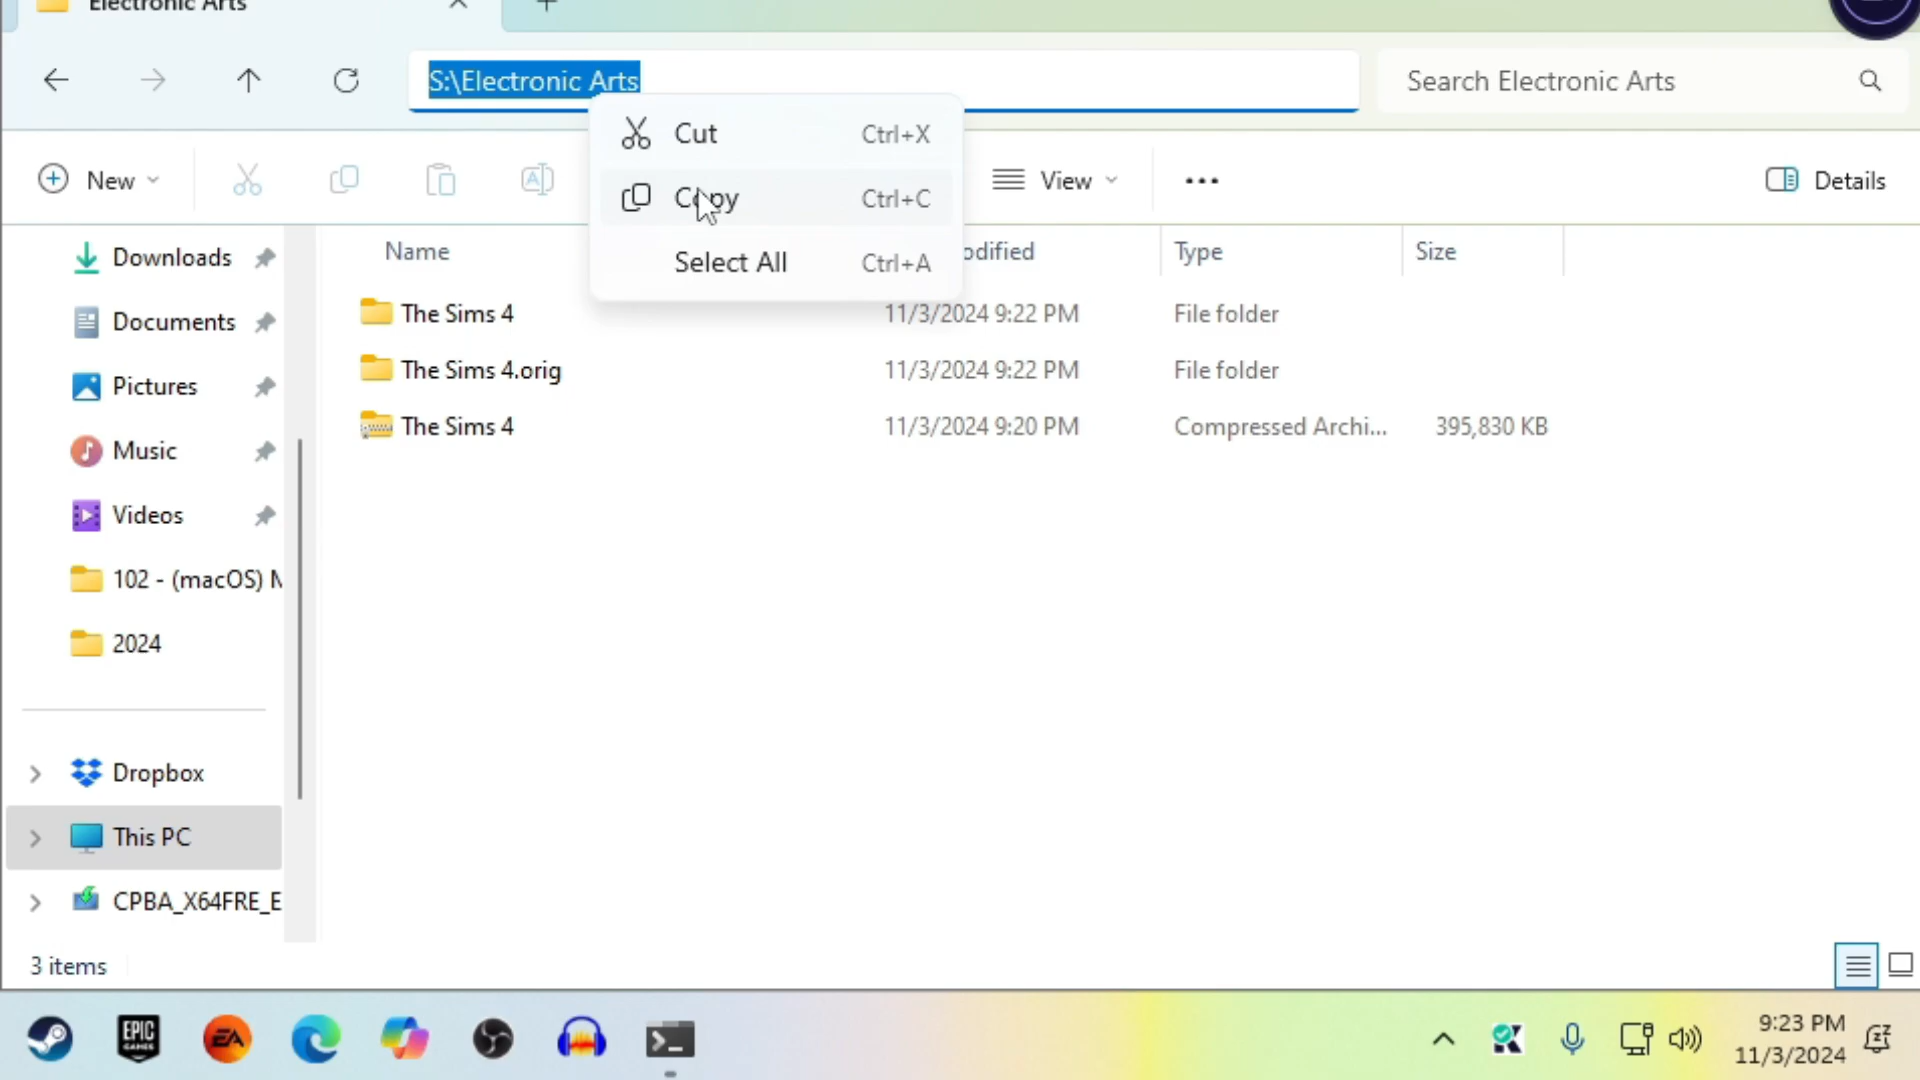 Electronic Arts
S:\Electronic Arts
Search Electronic Arts
Cut Ctrl+X
Copy Ctrl+C
Select All Ctrl+A
New
View
Details
Name
odified
Type
Size
The Sims 4 11/3/2024 9:22 PM File folder
The Sims 4.orig 11/3/2024 9:22 PM File folder
The Sims 4 11/3/2024 9:20 PM Compressed Archi... 395,830 KB
Downloads
Documents
Pictures
Music
Videos
102 - (macOS) M
2024
Dropbox
This PC
CPBA_X64FRE_E
3 items
EPIC
GAMES
EA
9:23 PM
11/3/2024